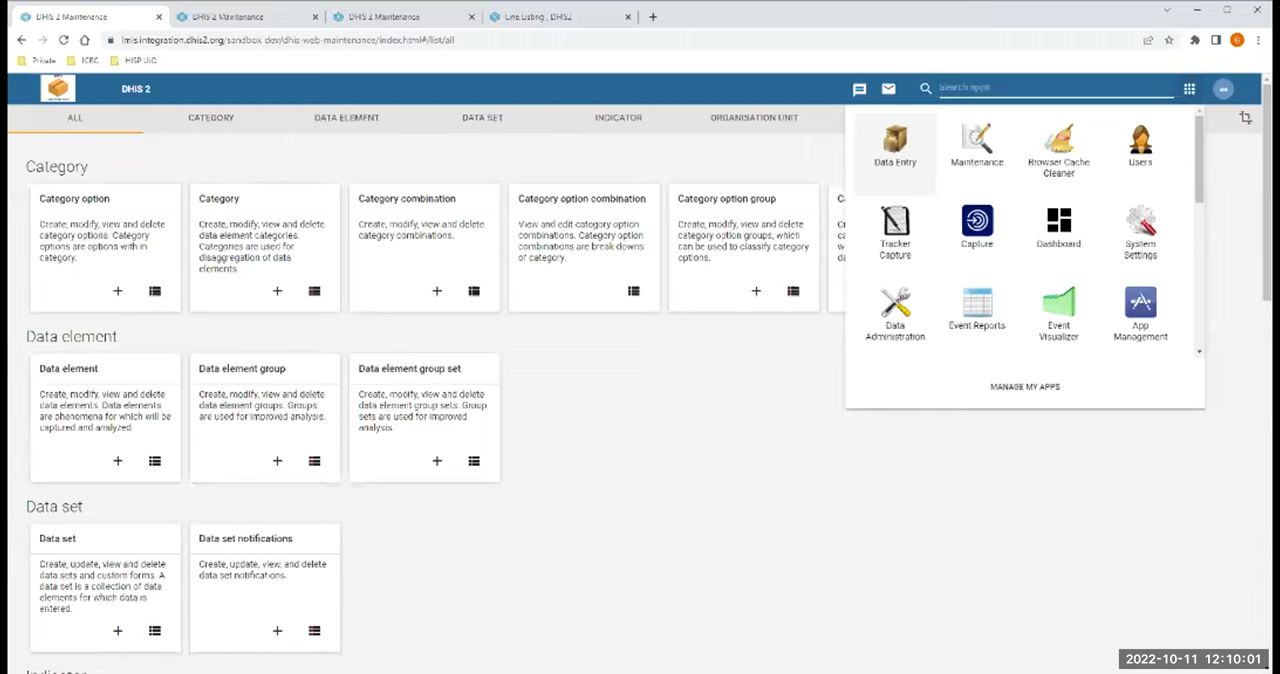 DHIS 2 Maintenance
DHIS 2 Maintenance
DHIS 2 Maintenance
Line Listing , DHIS2
lmis.integration.dhis2.org/sandbox-dev/dhis-web-maintenance/index.html#/list/all
Private
ICRC
HISP UiO
DHIS 2
Search apps
ALL
CATEGORY
DATA ELEMENT
DATA SET
INDICATOR
ORGANISATION UNIT
Category
Category option
Create, modify, view and delete
category options. Category
options are options with in
category.
Category
Create, modify, view and delete
data element categories.
Categories are used for
disaggregation of data
elements
Category combination
Create, modify, view and delete
category combinations.
Category option combination
View and edit category option
combinations. Category option
combinations are break downs
of category.
Category option group
Create, modify, view and delete
category option groups, which
can be used to classify category
options.
Data element
Data element
Create, modify, view and delete
data elements. Data elements
are phenomena for which will be
captured and analyzed.
Data element group
Create, modify, view and delete
data element groups. Groups
are used for improved analysis.
Data element group set
Create, modify, view and delete
data element group sets. Group
sets are used for improved
analysis.
Data set
Data set
Create, update, view and delete
data sets and custom forms. A
data set is a collection of data
elements for which data is
entered.
Data set notifications
Create, update, view, and delete
data set notifications.
Data Entry
Maintenance
Browser Cache
Cleaner
Users
Tracker
Capture
Capture
Dashboard
System
Settings
Data
Administration
Event Reports
Event
Visualizer
App
Management
MANAGE MY APPS
2022-10-11 12:10:01